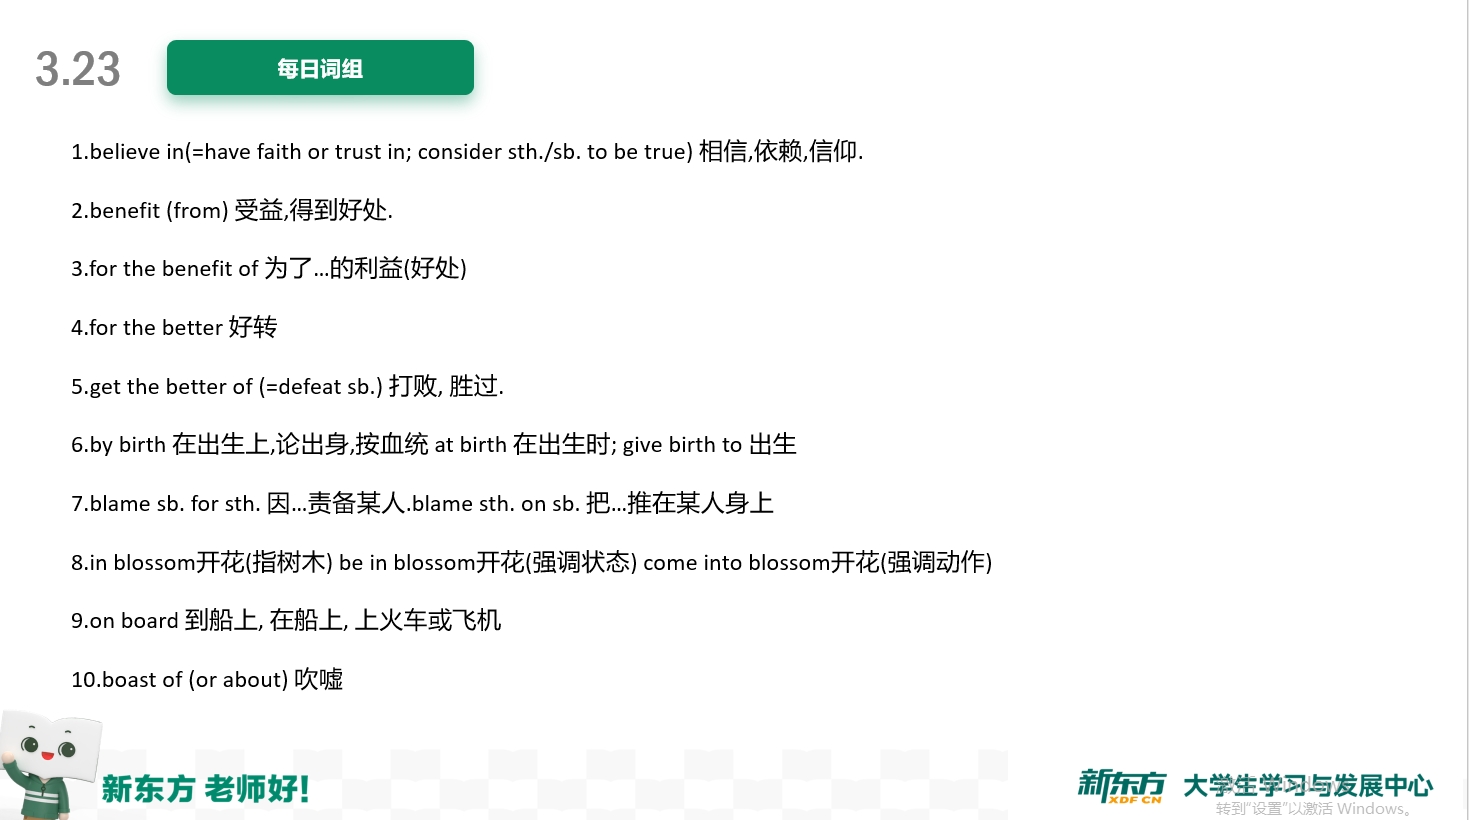 3.23
每日词组
1.believe in(=have faith or trust in; consider sth./sb. to be true) 相信,依赖,信仰.
2.benefit (from) 受益,得到好处.
3.for the benefit of 为了...的利益(好处)
4.for the better 好转
5.get the better of (=defeat sb.) 打败, 胜过.
6.by birth 在出生上,论出身,按血统 at birth 在出生时; give birth to 出生
7.blame sb. for sth. 因...责备某人.blame sth. on sb. 把...推在某人身上
8.in blossom开花(指树木) be in blossom开花(强调状态) come into blossom开花(强调动作)
9.on board 到船上, 在船上, 上火车或飞机
10.boast of (or about) 吹嘘
新东方 老师好!
新东方 XDF.CN 大学生学习与发展中心
激活 Windows
转到"设置"以激活 Windows。